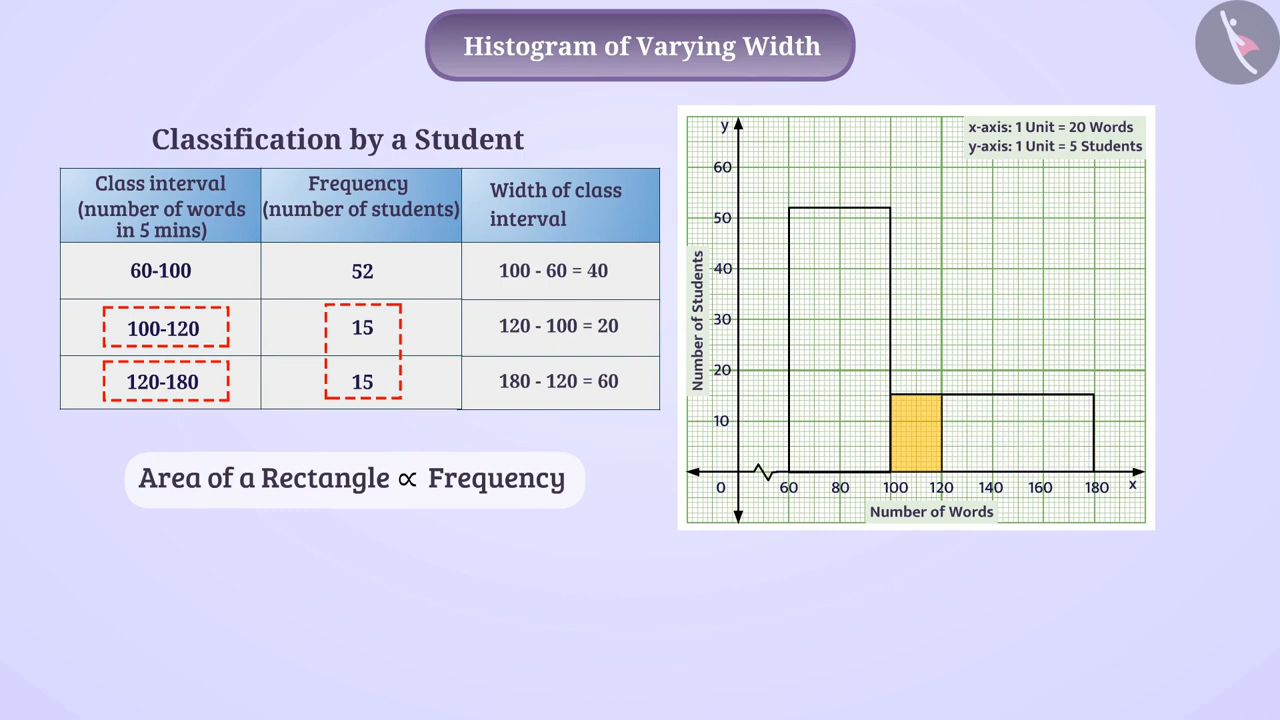 Histogram of Varying Width
Classification by a Student
Class interval
(number of words
in 5 mins)
Frequency
(number of students)
Width of class
interval
60-100
52
100 - 60 = 40
100-120
15
120 - 100 = 20
120-180
15
180 - 120 = 60
Area of a Rectangle ∝ Frequency
x-axis: 1 Unit = 20 Words
y-axis: 1 Unit = 5 Students
y
60
50
40
30
20
10
Number of Students
0
60
80
100
120
140
160
180
x
Number of Words